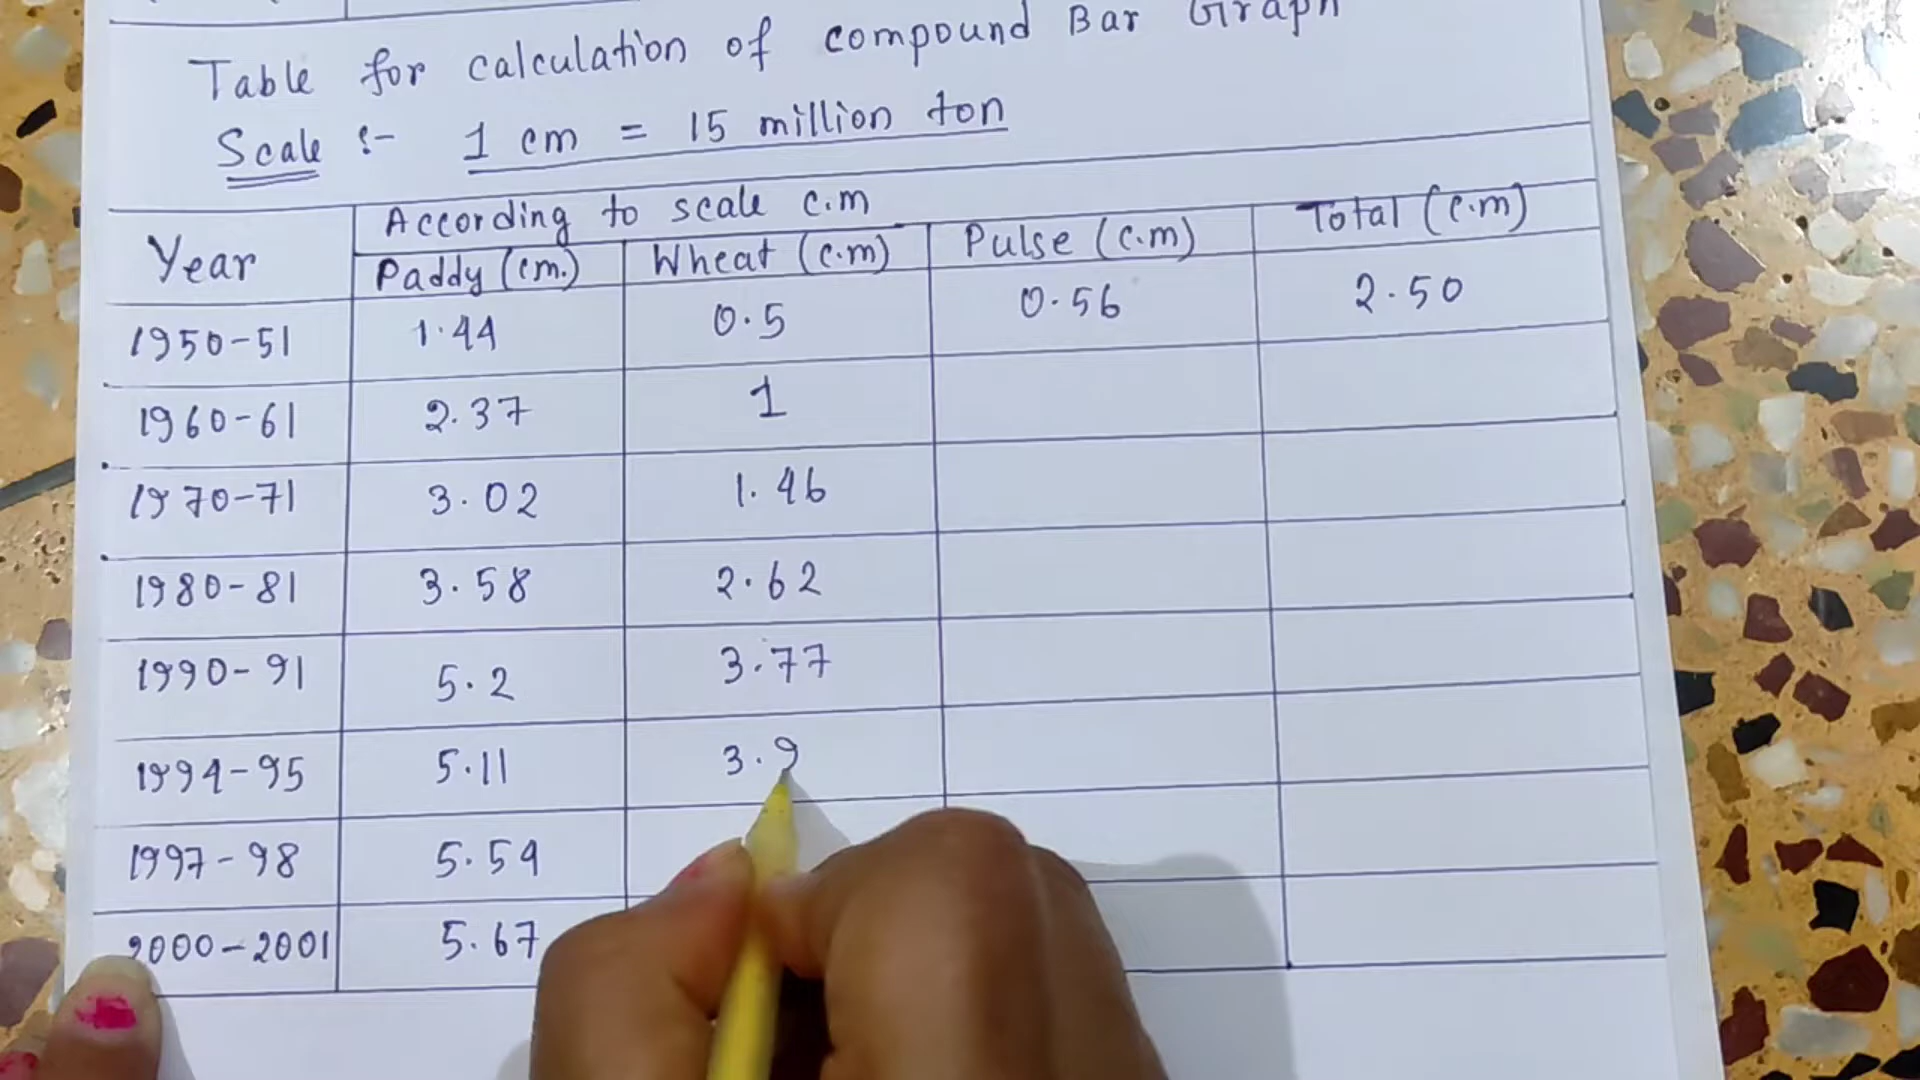 Table for calculation of compound Bar Graph
Scale :- 1 cm = 15 million ton
Year According to scale c.m
Paddy (cm.) Wheat (c.m) Pulse (c.m) Total (c.m)
1950-51 1.44 0.5 0.56 2.50
1960-61 2.37 1
1970-71 3.02 1.46
1980-81 3.58 2.62
1990-91 5.2 3.77
1994-95 5.11 3.9
1997-98 5.54
2000-2001 5.67